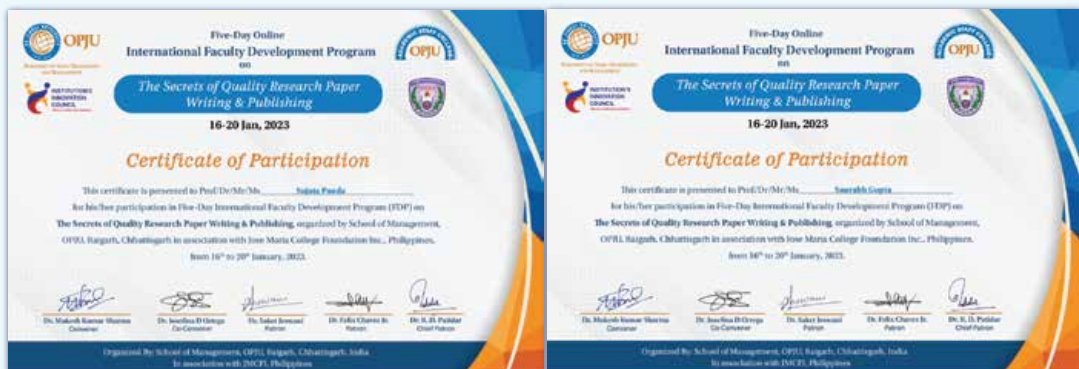 OPJU
Five-Day Online
International Faculty Development Program
on
The Secrets of Quality Research Paper
Writing & Publishing
16-20 Jan, 2023
INSTITUTION'S
INNOVATION
COUNCIL
OPJU
Certificate of Participation
This certificate is presented to Prof/Dr/Mr/Ms Sujata Panda
for his/her participation in Five-Day International Faculty Development Program (FDP) on
The Secrets of Quality Research Paper Writing & Publishing, organized by School of Management,
OPJU, Raigarh, Chhattisgarh in association with Jose Maria College Foundation Inc., Philippines,
from 16th to 20th January, 2023.
Dr. Mukesh Kumar Sharma
Convener
Dr. Josefina D Ortega
Co-Convener
Dr. Saket Jeswani
Patron
Dr. Felix Chavez Jr.
Patron
Dr. R. D. Patidar
Chief Patron
Organized By: School of Management, OPJU, Raigarh, Chhattisgarh, India
In association with JMCFI, Philippines
OPJU
Five-Day Online
International Faculty Development Program
on
The Secrets of Quality Research Paper
Writing & Publishing
16-20 Jan, 2023
INSTITUTION'S
INNOVATION
COUNCIL
OPJU
Certificate of Participation
This certificate is presented to Prof/Dr/Mr/Ms Saurabh Gupta
for his/her participation in Five-Day International Faculty Development Program (FDP) on
The Secrets of Quality Research Paper Writing & Publishing, organized by School of Management,
OPJU, Raigarh, Chhattisgarh in association with Jose Maria College Foundation Inc., Philippines,
from 16th to 20th January, 2023.
Dr. Mukesh Kumar Sharma
Convener
Dr. Josefina D Ortega
Co-Convener
Dr. Saket Jeswani
Patron
Dr. Felix Chavez Jr.
Patron
Dr. R. D. Patidar
Chief Patron
Organized By: School of Management, OPJU, Raigarh, Chhattisgarh, India
In association with JMCFI, Philippines